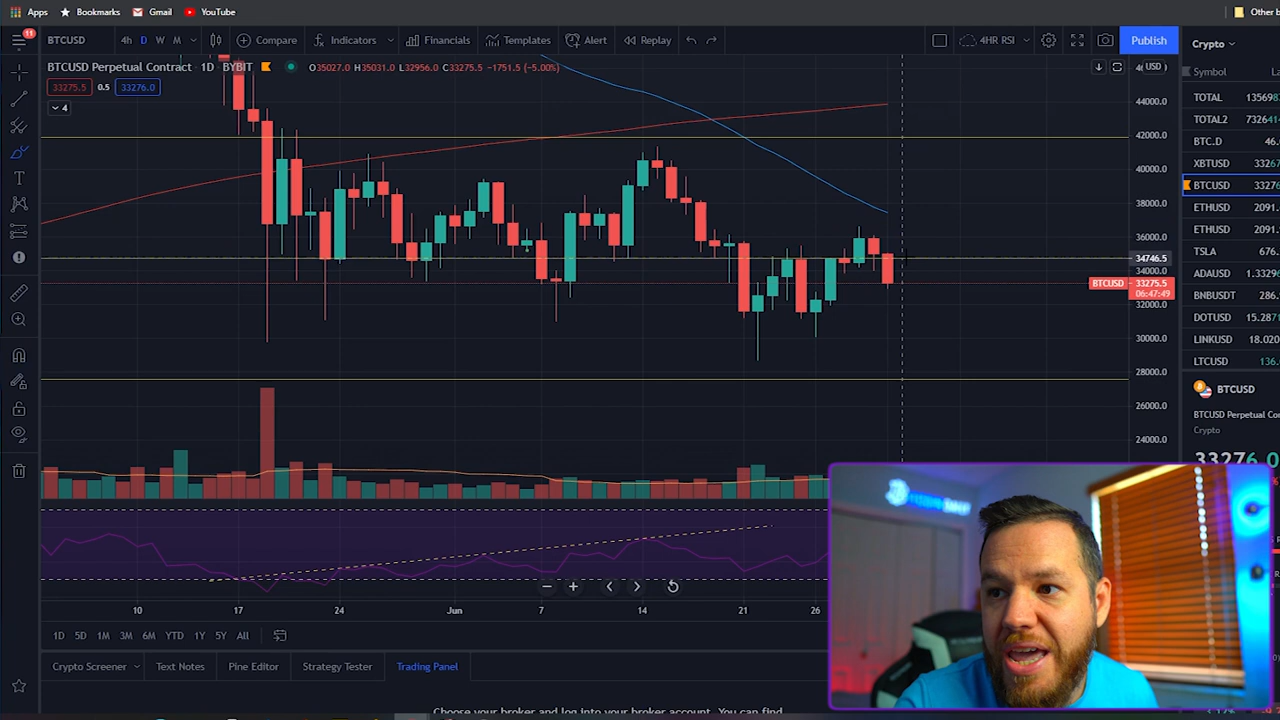 Apps Bookmarks Gmail YouTube Other b
11 BTCUSD 4h D W M Compare Indicators Financials Templates Alert Replay 4HR RSI Publish
BTCUSD Perpetual Contract · 1D · BYBIT O35027.0 H35031.0 L32956.0 C33275.5 −1751.5 (−5.00%) USD
33275.5 0.5 33276.0
4
44000.0
42000.0
40000.0
38000.0
36000.0
34746.5
34000.0
BTCUSD 33275.5
06:47:49
32000.0
30000.0
28000.0
26000.0
24000.0
10 17 24 Jun 7 14 21 26
1D 5D 1M 3M 6M YTD 1Y 5Y All
Crypto Screener Text Notes Pine Editor Strategy Tester Trading Panel
Choose your broker and log into your broker account. You can find
Crypto
Symbol La
TOTAL 135698
TOTAL2 732641
BTC.D 46.
XBTUSD 3326
BTCUSD 3327
ETHUSD 2091.
ETHUSD 2091.
TSLA 676.
ADAUSD 1.3329
BNBUSDT 286.
DOTUSD 15.287
LINKUSD 18.020
LTCUSD 136.
BTCUSD
BTCUSD Perpetual Con
Crypto
33276.0